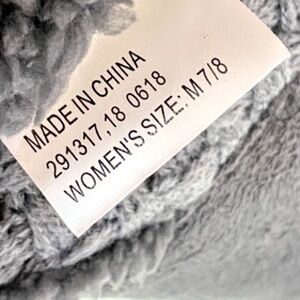 MADE IN CHINA
291317,18 0618
WOMEN'S SIZE: M 7/8